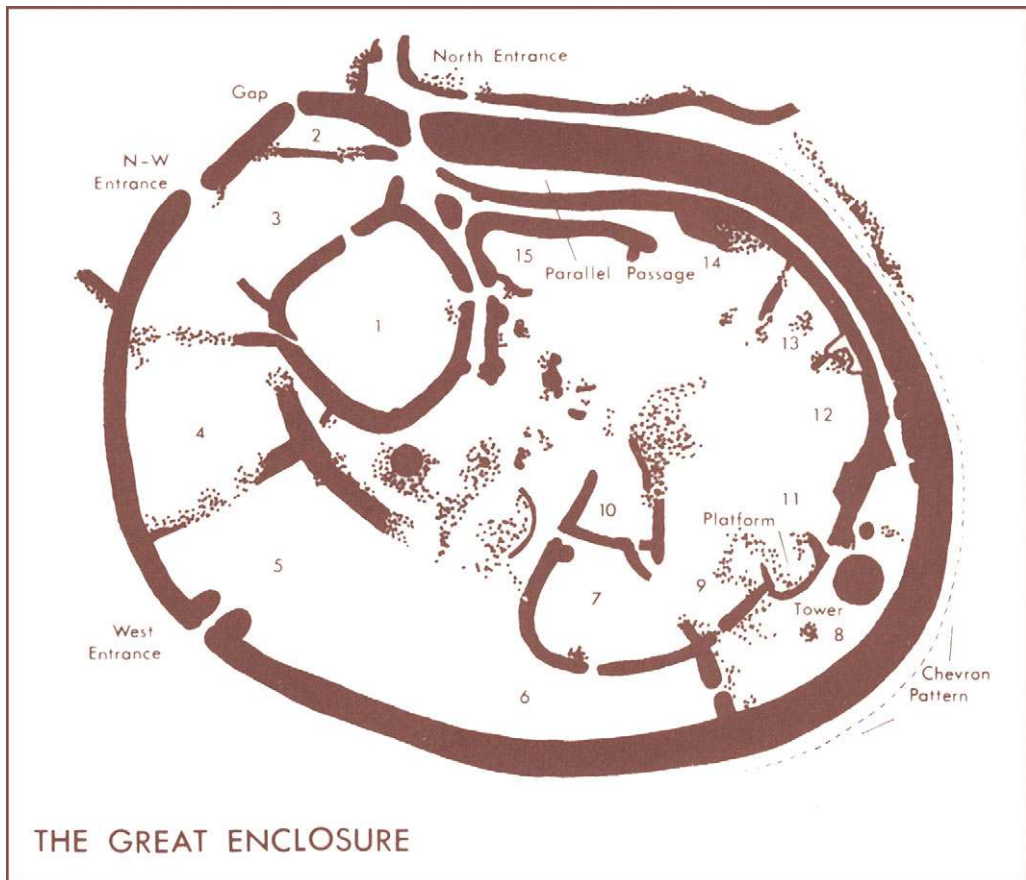 North Entrance
Gap
2
N-W
Entrance
3
15
Parallel Passage
14
1
13
12
4
11
10
Platform
5
7
9
Tower
8
West
Entrance
6
Chevron
Pattern
THE GREAT ENCLOSURE